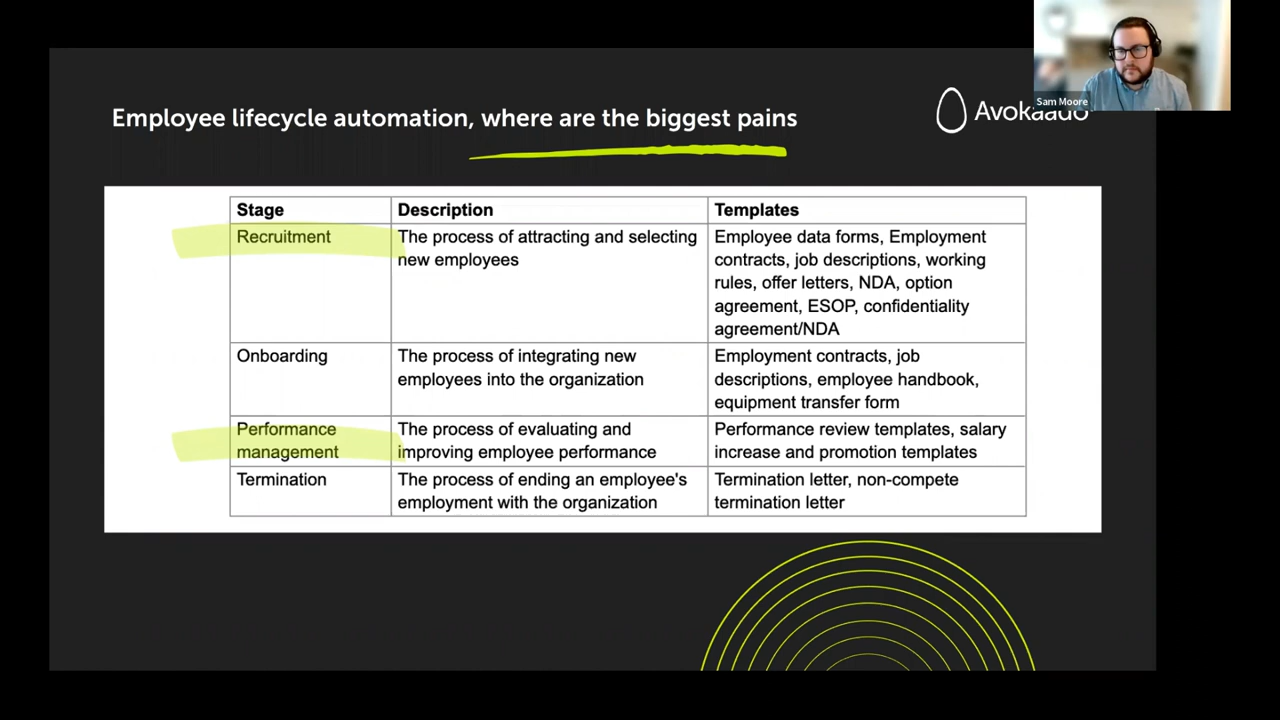 Sam Moore
Employee lifecycle automation, where are the biggest pains
Avokaado
Stage Description Templates
Recruitment The process of attracting and selecting Employee data forms, Employment
new employees contracts, job descriptions, working
rules, offer letters, NDA, option
agreement, ESOP, confidentiality
agreement/NDA
Onboarding The process of integrating new Employment contracts, job
employees into the organization descriptions, employee handbook,
equipment transfer form
Performance The process of evaluating and Performance review templates, salary
management improving employee performance increase and promotion templates
Termination The process of ending an employee's Termination letter, non-compete
employment with the organization termination letter